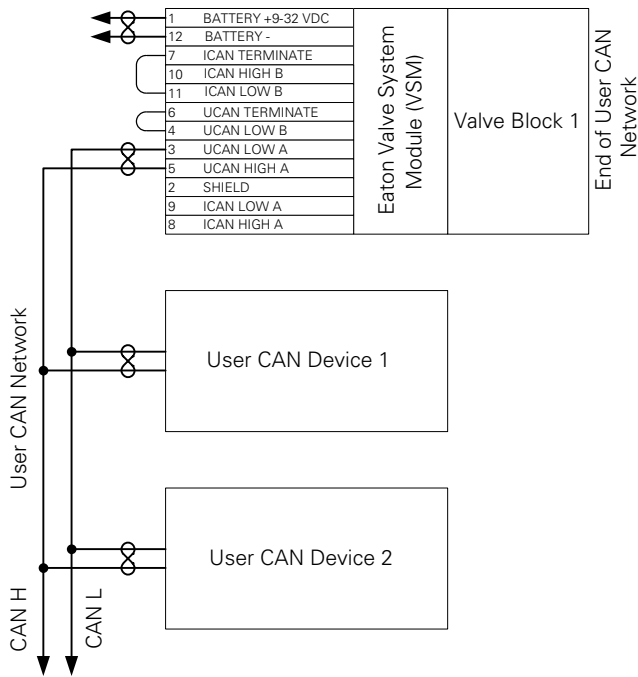 1 BATTERY +9-32 VDC
12 BATTERY -
7 ICAN TERMINATE
10 ICAN HIGH B
11 ICAN LOW B
6 UCAN TERMINATE
4 UCAN LOW B
3 UCAN LOW A
5 UCAN HIGH A
2 SHIELD
9 ICAN LOW A
8 ICAN HIGH A
Eaton Valve System
Module (VSM)
Valve Block 1
End of User CAN
Network
User CAN Device 1
User CAN Network
User CAN Device 2
CAN H
CAN L